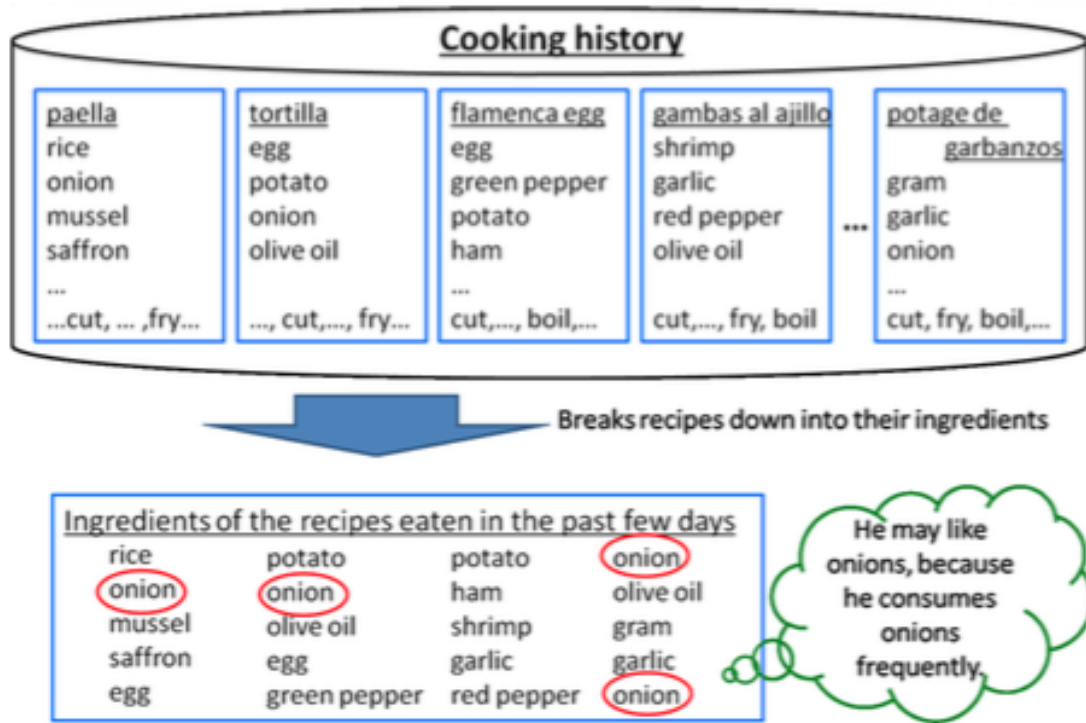 Cooking history
paella
rice
onion
mussel
saffron
...
...cut, ... ,fry...
tortilla
egg
potato
onion
olive oil
..., cut,..., fry...
flamenca egg
egg
green pepper
potato
ham
...
cut,..., boil,...
gambas al ajillo
shrimp
garlic
red pepper
olive oil
cut,..., fry, boil
...
potage de
garbanzos
gram
garlic
onion
...
cut, fry, boil,...
Breaks recipes down into their ingredients
Ingredients of the recipes eaten in the past few days
rice potato potato onion
onion onion ham olive oil
mussel olive oil shrimp gram
saffron egg garlic garlic
egg green pepper red pepper onion
He may like
onions, because
he consumes
onions
frequently.